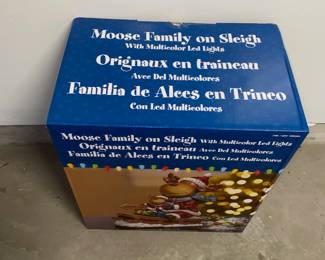 Moose Family on Sleigh
With Multicolor Led Lights
Orignaux en traineau
Avec Del Multicolores
Familia de Alces en Trineo
Con Led Multicolores
Moose Family on Sleigh With Multicolor Led Lights
Orignaux en traineau Avec Del Multicolores
Familia de Alces en Trineo Con Led Multicolores